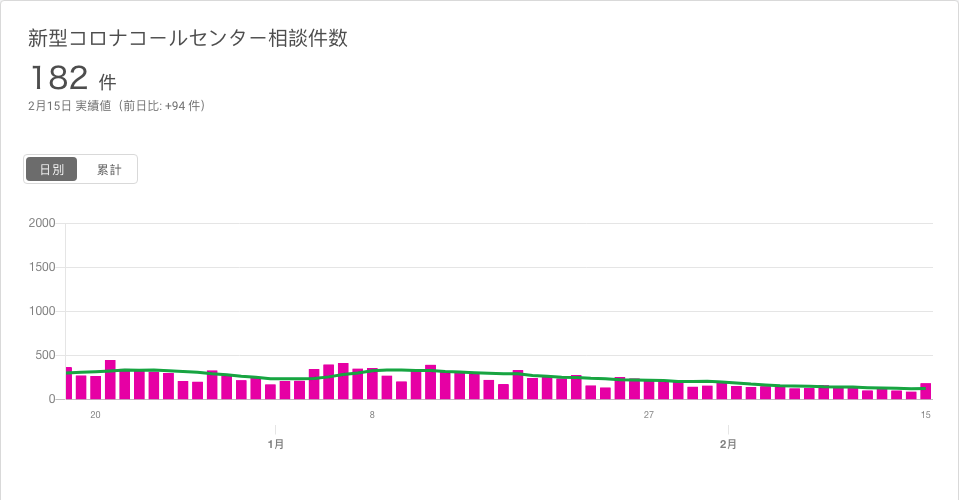 新型コロナコールセンター相談件数
182 件
2月15日 実績値（前日比: +94 件）
日別 累計
2000
1500
1000
500
0
20 8 27 15
1月 2月